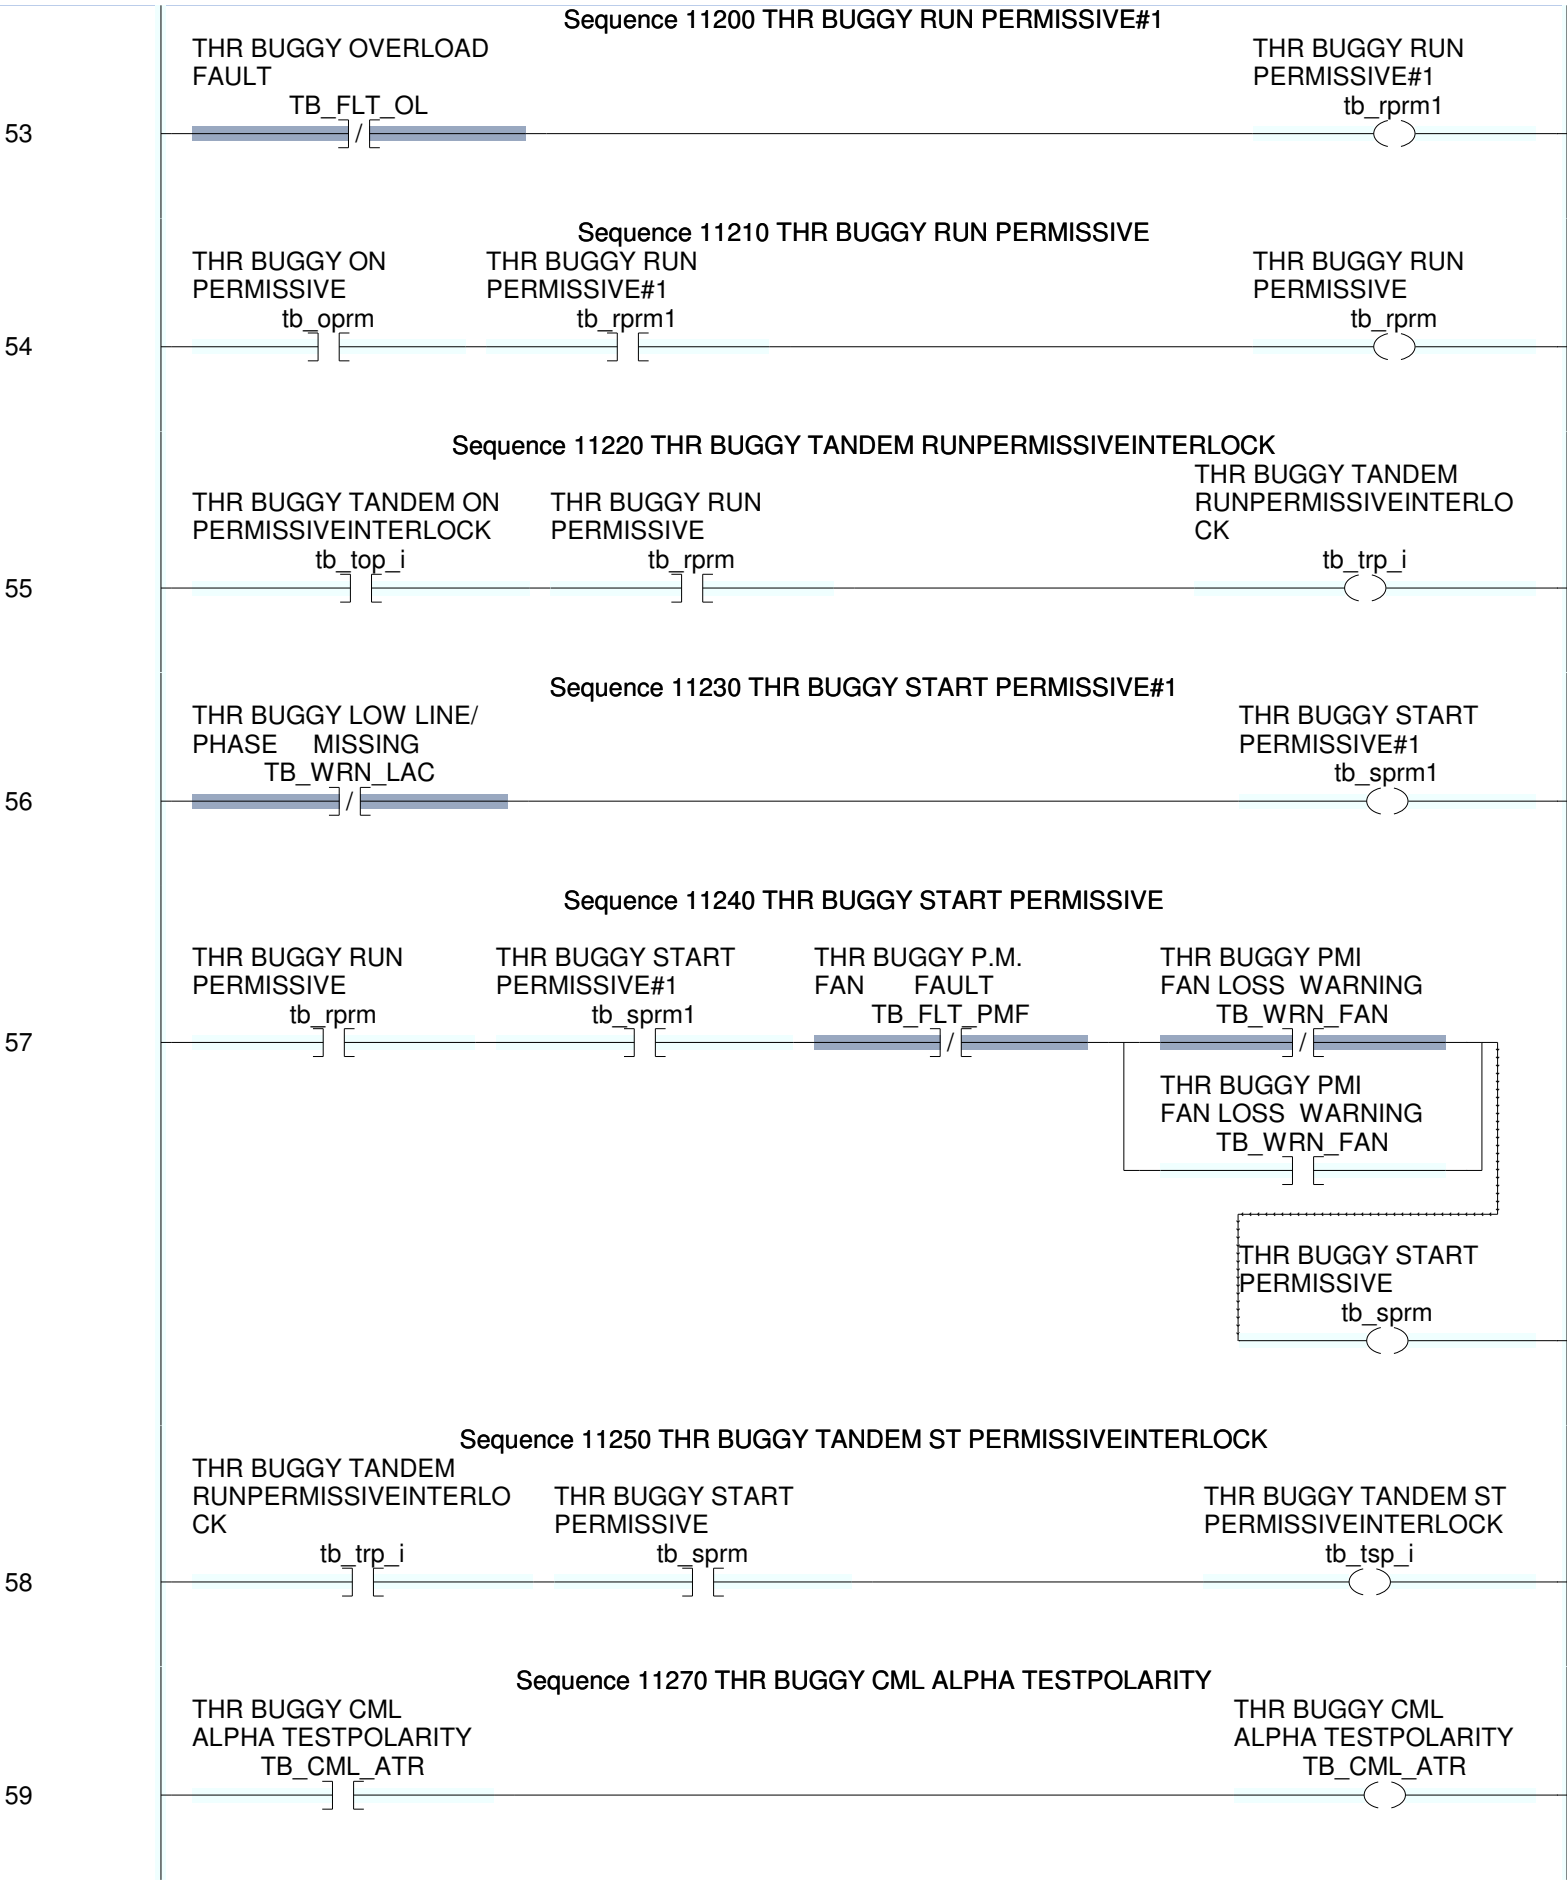 Sequence 11200 THR BUGGY RUN PERMISSIVE#1
THR BUGGY OVERLOAD
FAULT
TB_FLT_OL
THR BUGGY RUN
PERMISSIVE#1
tb_rprm1
53
/
Sequence 11210 THR BUGGY RUN PERMISSIVE
THR BUGGY ON
PERMISSIVE
tb_oprm
THR BUGGY RUN
PERMISSIVE#1
tb_rprm1
THR BUGGY RUN
PERMISSIVE
tb_rprm
54
Sequence 11220 THR BUGGY TANDEM RUNPERMISSIVEINTERLOCK
THR BUGGY TANDEM ON
PERMISSIVEINTERLOCK
tb_top_i
THR BUGGY RUN
PERMISSIVE
tb_rprm
THR BUGGY TANDEM
RUNPERMISSIVEINTERLO
CK
tb_trp_i
55
Sequence 11230 THR BUGGY START PERMISSIVE#1
THR BUGGY LOW LINE/
PHASE MISSING
TB_WRN_LAC
THR BUGGY START
PERMISSIVE#1
tb_sprm1
56
/
Sequence 11240 THR BUGGY START PERMISSIVE
THR BUGGY RUN
PERMISSIVE
tb_rprm
THR BUGGY START
PERMISSIVE#1
tb_sprm1
THR BUGGY P.M.
FAN FAULT
TB_FLT_PMF
THR BUGGY PMI
FAN LOSS WARNING
TB_WRN_FAN
57
/
/
THR BUGGY PMI
FAN LOSS WARNING
TB_WRN_FAN
THR BUGGY START
PERMISSIVE
tb_sprm
Sequence 11250 THR BUGGY TANDEM ST PERMISSIVEINTERLOCK
THR BUGGY TANDEM
RUNPERMISSIVEINTERLO
CK
tb_trp_i
THR BUGGY START
PERMISSIVE
tb_sprm
THR BUGGY TANDEM ST
PERMISSIVEINTERLOCK
tb_tsp_i
58
Sequence 11270 THR BUGGY CML ALPHA TESTPOLARITY
THR BUGGY CML
ALPHA TESTPOLARITY
TB_CML_ATR
THR BUGGY CML
ALPHA TESTPOLARITY
TB_CML_ATR
59